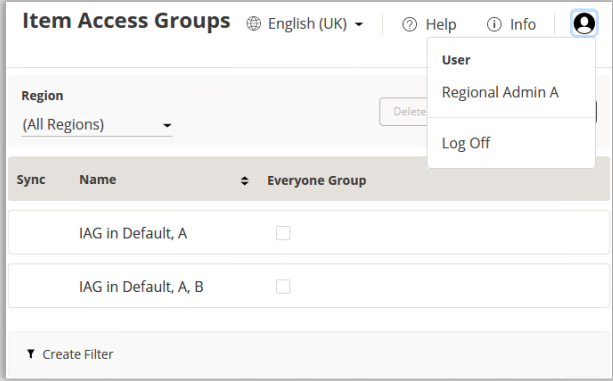 Item Access Groups English (UK) Help Info
User
Regional Admin A
Log Off
Region
(All Regions)
Delete
Sync Name Everyone Group
IAG in Default, A
IAG in Default, A, B
Create Filter